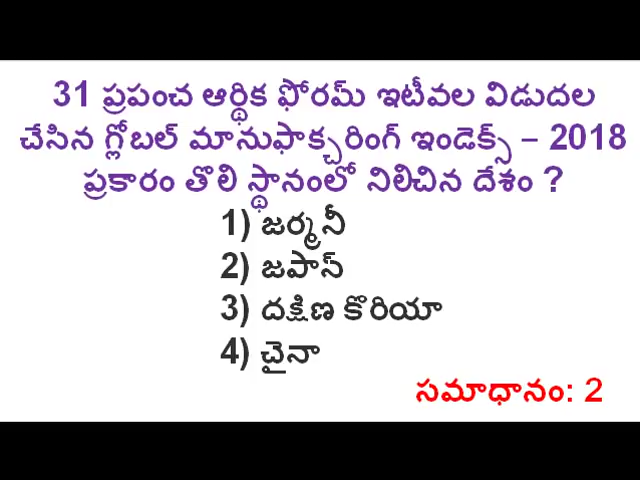 31 ప్రపంచ ఆర్థిక ఫోరమ్ ఇటీవల విడుదల
చేసిన గ్లోబల్ మానుఫాక్చరింగ్ ఇండెక్స్ – 2018
ప్రకారం తొలి స్థానంలో నిలిచిన దేశం ?
1) జర్మనీ
2) జపాన్
3) దక్షిణ కొరియా
4) చైనా
సమాధానం: 2